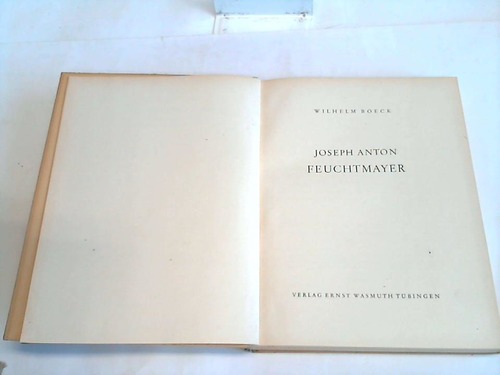 WILHELM BOECK
JOSEPH ANTON
FEUCHTMAYER
VERLAG ERNST WASMUTH TÜBINGEN